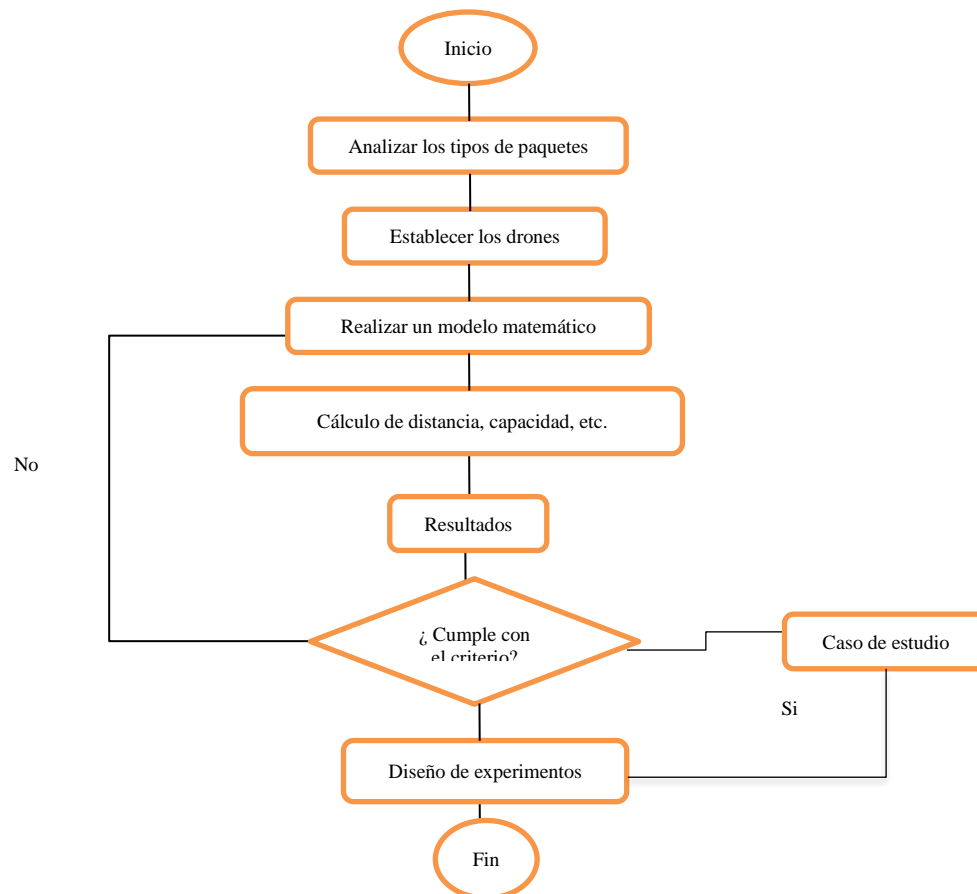 Inicio
Analizar los tipos de paquetes
Establecer los drones
Realizar un modelo matemático
Cálculo de distancia, capacidad, etc.
No
Resultados
¿ Cumple con
el criterio?
Caso de estudio
Si
Diseño de experimentos
Fin